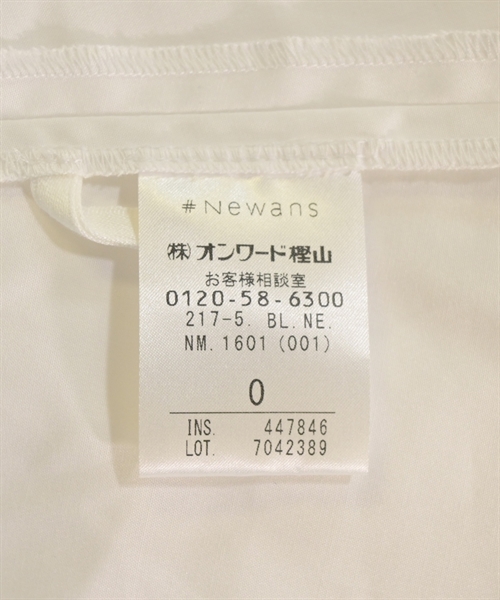 #Newans
(株)オンワード樫山
お客様相談室
0120-58-6300
217-5. BL.NE.
NM.1601(001)
0
INS. 447846
LOT. 7042389